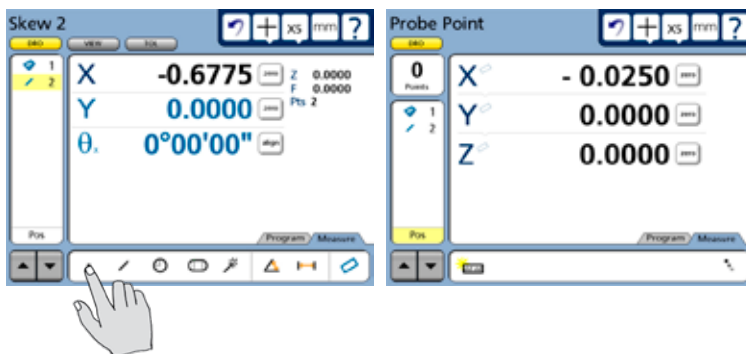 Skew 2
xs mm ?
DRO VIEW TOL
1
2
X -0.6775 zero
Y 0.0000 zero
θx 0°00'00" align
Z 0.0000
F 0.0000
Pts 2
Pos.
Program Measure
Probe Point
xs mm ?
DRO
0
Points
1
2
X - 0.0250 zero
Y 0.0000 zero
Z 0.0000 zero
Pos.
Program Measure